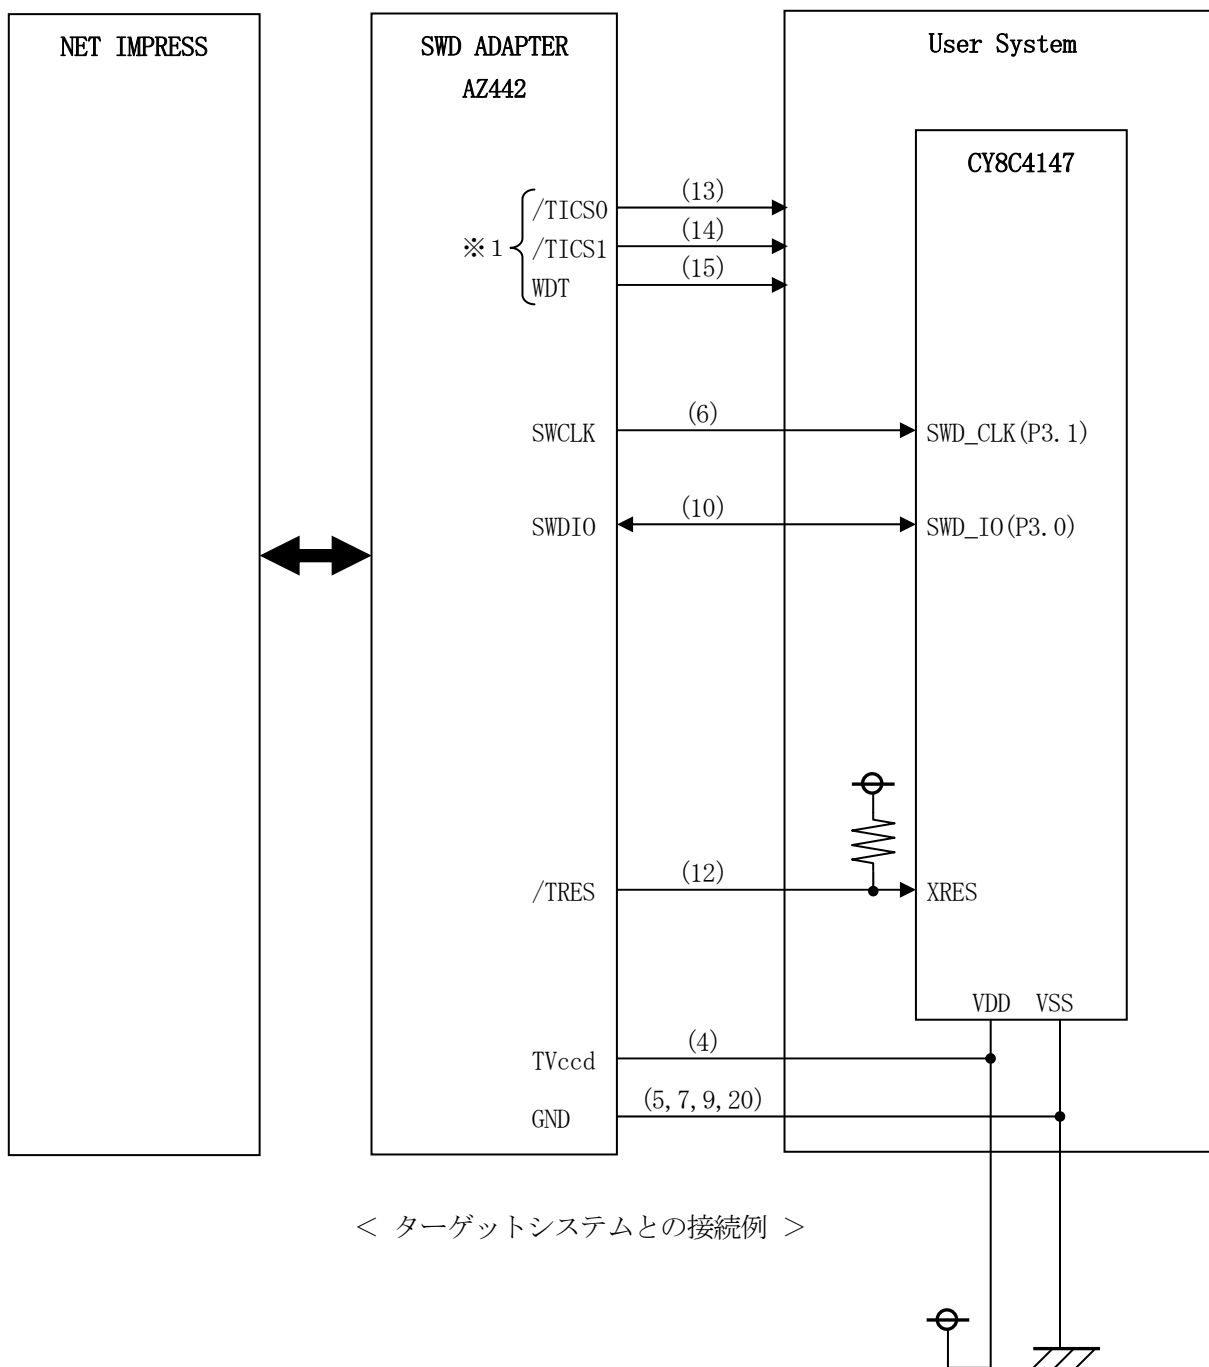 NET IMPRESS
SWD ADAPTER
AZ442
User System
CY8C4147
※１
/TICS0
(13)
/TICS1
(14)
WDT
(15)
SWCLK
(6)
SWD_CLK(P3.1)
SWDIO
(10)
SWD_IO(P3.0)
/TRES
(12)
XRES
VDD
VSS
TVccd
(4)
GND
(5,7,9,20)
＜ ターゲットシステムとの接続例 ＞